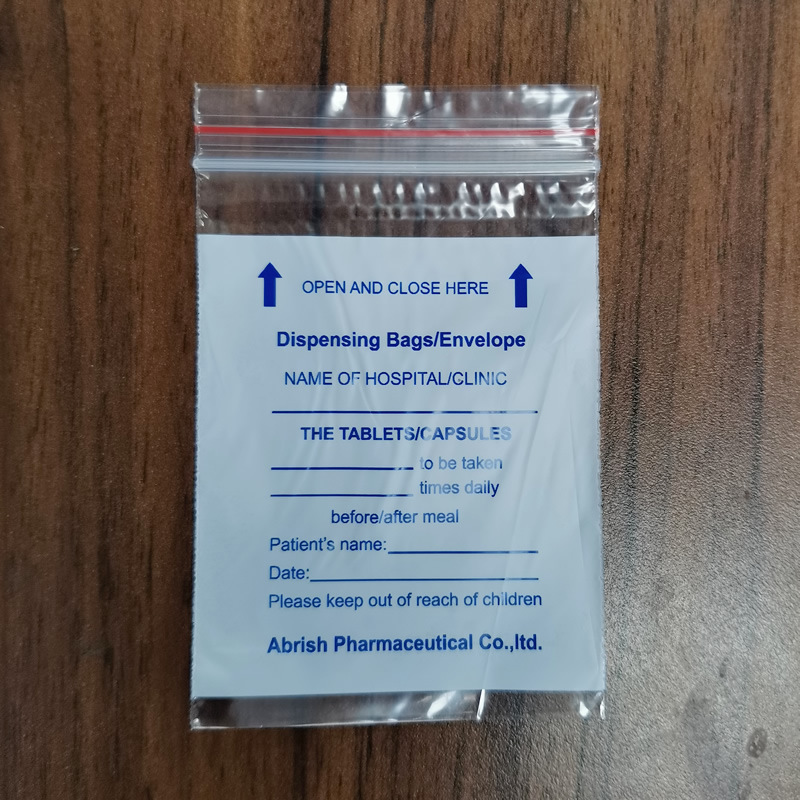 OPEN AND CLOSE HERE
Dispensing Bags/Envelope
NAME OF HOSPITAL/CLINIC
THE TABLETS/CAPSULES
to be taken
times daily
before/after meal
Patient's name:
Date:
Please keep out of reach of children
Abrish Pharmaceutical Co.,ltd.